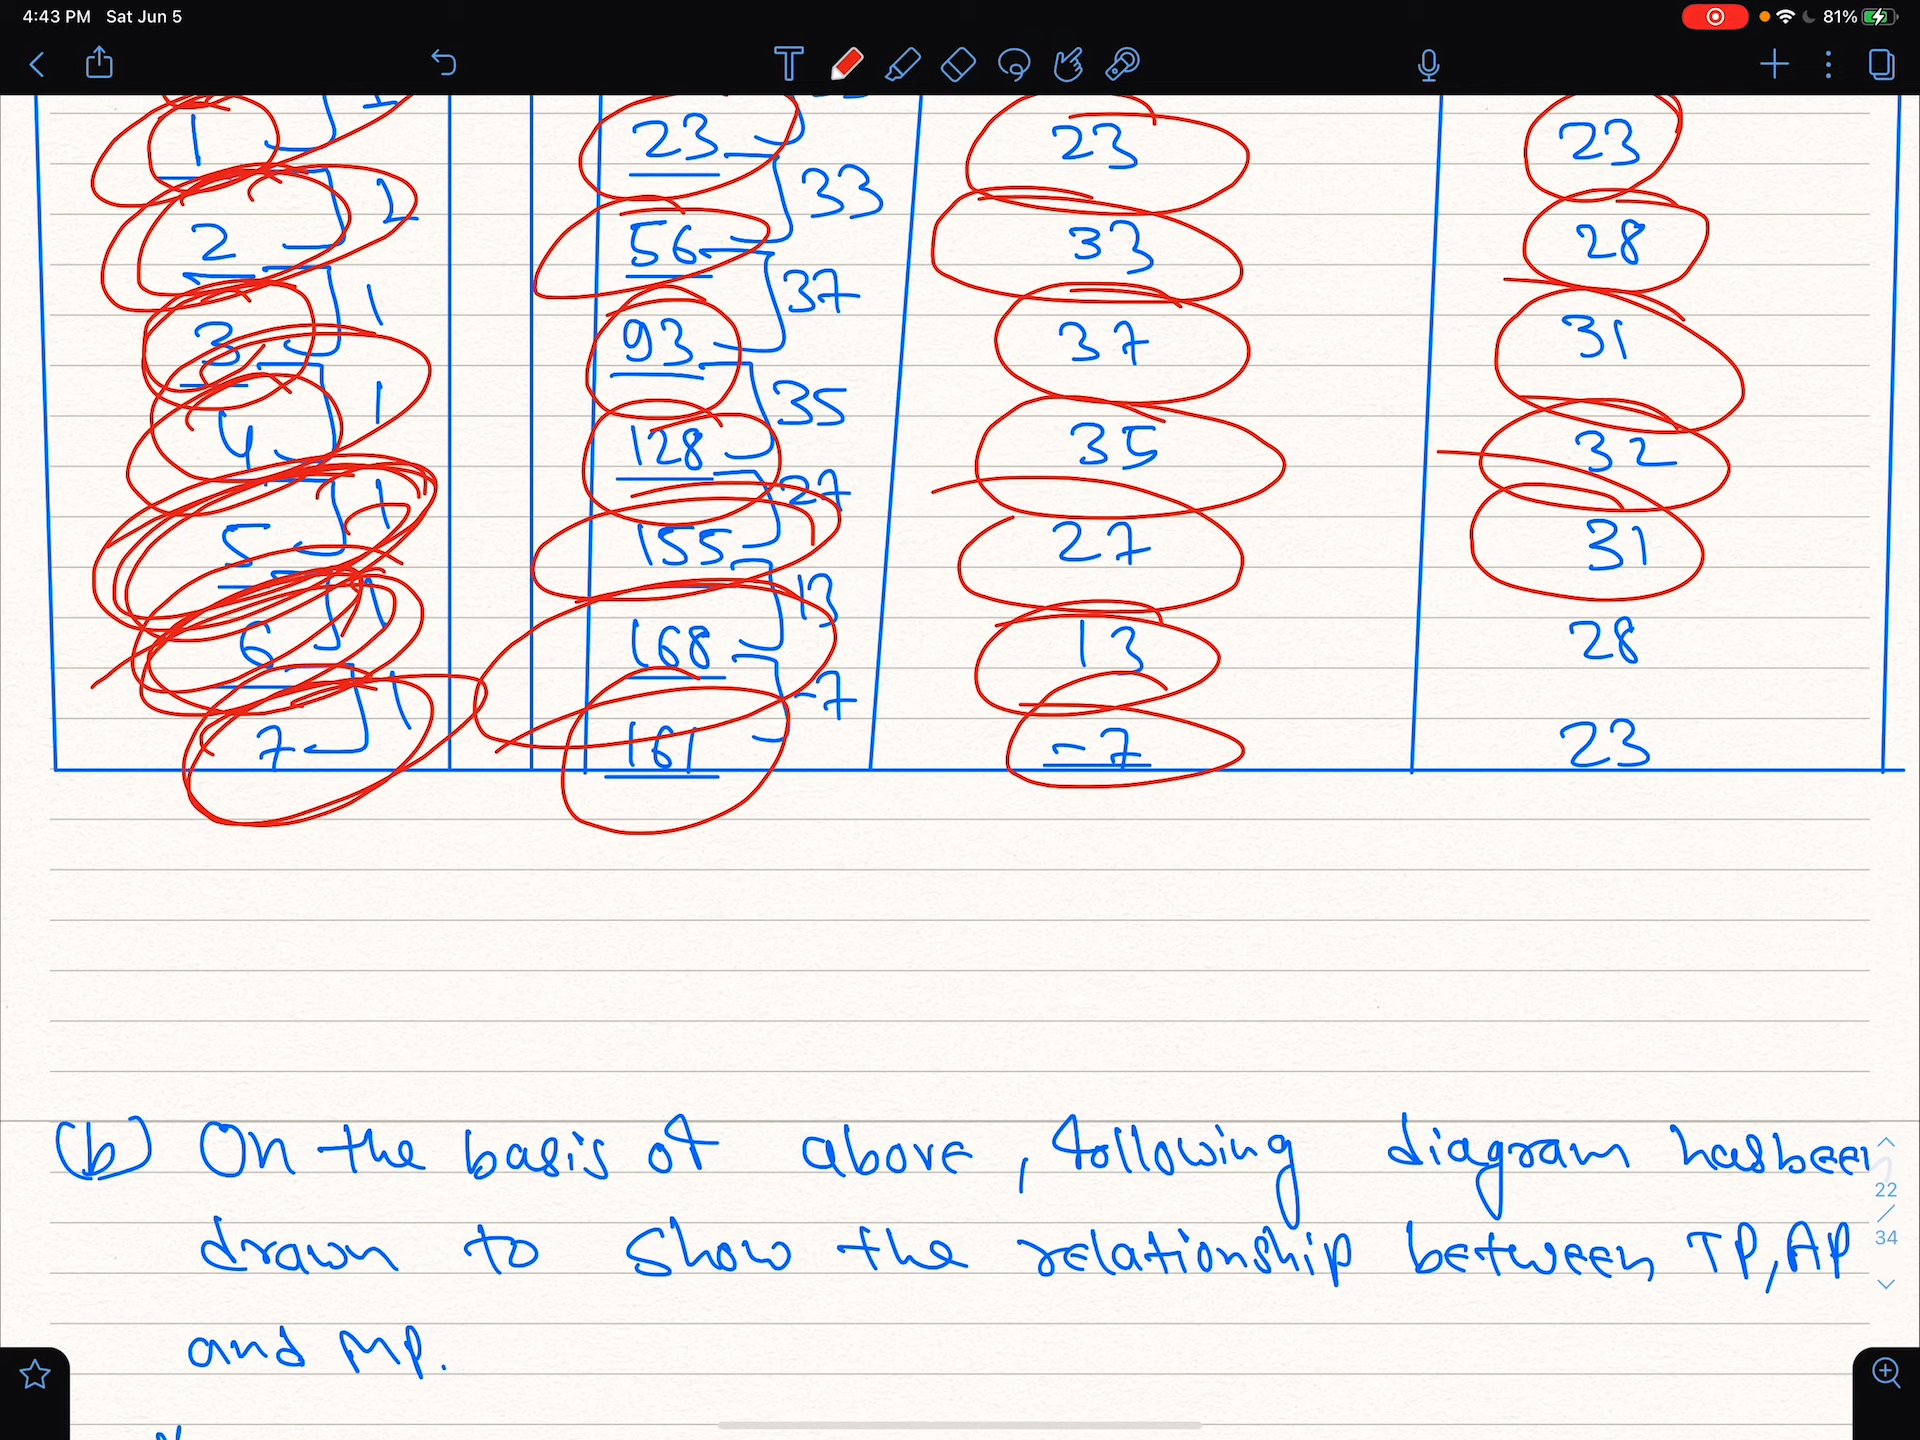 4:43 PM Sat Jun 5
81%
T
1 23 23 23
1 33
2 56 33 28
1 37
3 93 37 31
1 35
4 128 35 32
1 27
5 155 27 31
1 13
6 168 13 28
1 -7
7 161 -7 23
(b) On the basis of above, following diagram has been
22
/
34
drawn to show the relationship between TP, AP
and MP.